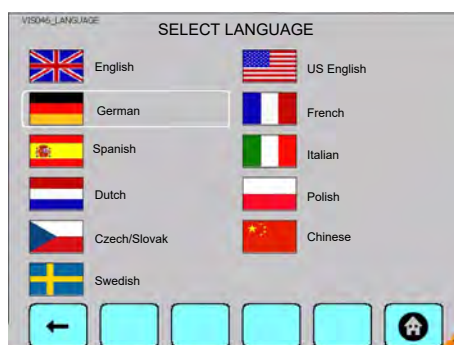 VIS046_LANGUAGE
SELECT LANGUAGE
English
US English
German
French
Spanish
Italian
Dutch
Polish
Czech/Slovak
Chinese
Swedish